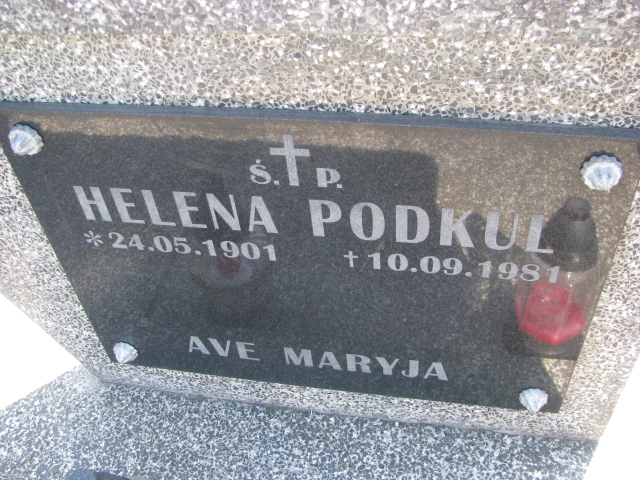 Ś. P.
HELENA PODKUL
*24.05.1901 †10.09.1981
AVE MARYJA